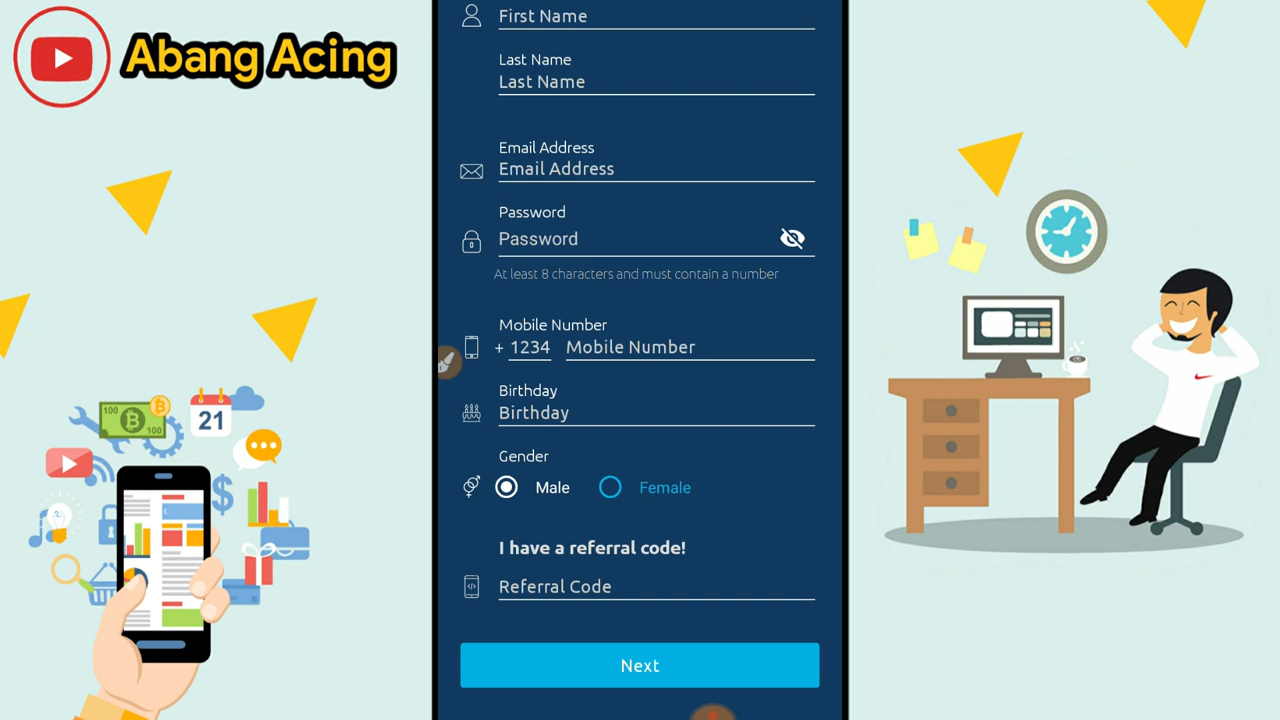 Abang Acing
First Name
Last Name
Last Name
Email Address
Email Address
Password
Password
At least 8 characters and must contain a number
Mobile Number
+ 1234 Mobile Number
Birthday
Birthday
Gender
Male Female
I have a referral code!
Referral Code
Next
100
100
21